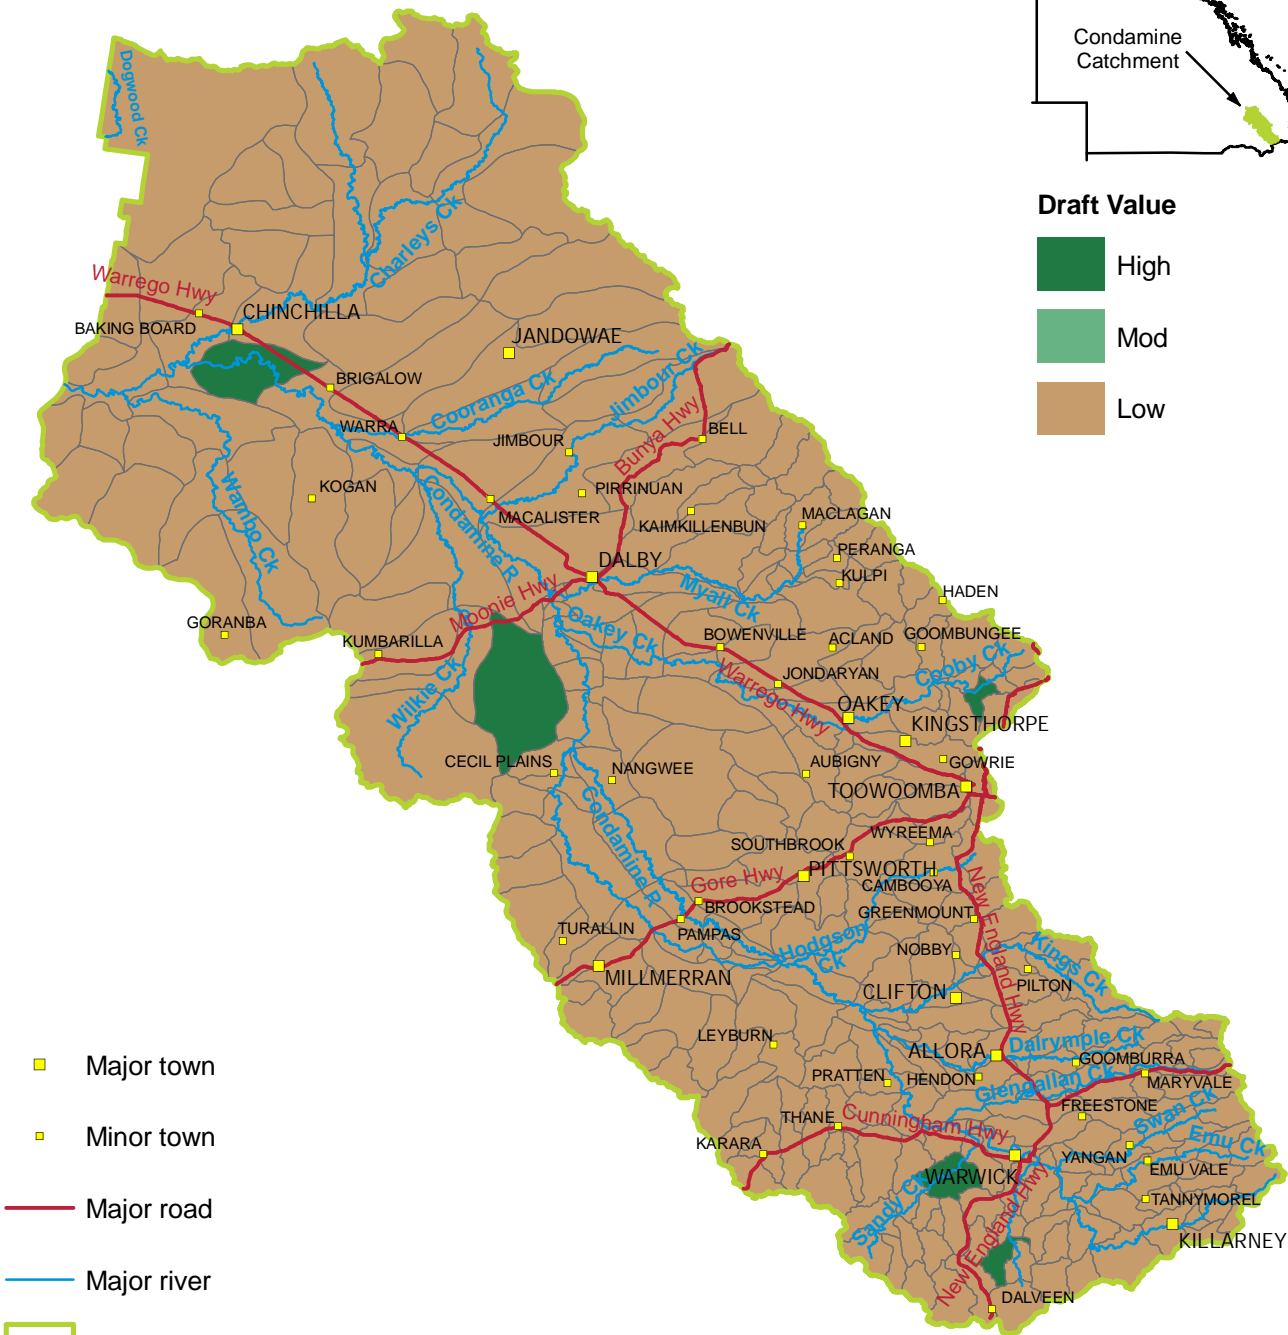 Condamine
Catchment
Draft Value
High
Mod
Low
Dogwood Ck
Charleys Ck
Warrego Hwy
CHINCHILLA
BAKING BOARD
JANDOWAE
BRIGALOW
Cooranga Ck
Jimbour Ck
WARRA
JIMBOUR
Bunya Hwy
BELL
KOGAN
Wambo Ck
Condamine R
PIRRINUAN
MACALISTER
KAIMKILLENBUN
MACLAGAN
PERANGA
KULPI
DALBY
Myall Ck
HADEN
Moonie Hwy
GORANBA
KUMBARILLA
Oakey Ck
BOWENVILLE
ACLAND
GOOMBUNGEE
Cooby Ck
Wilkie Ck
Warrego Hwy
JONDARYAN
OAKEY
KINGSTHORPE
CECIL PLAINS
NANGWEE
AUBIGNY
GOWRIE
TOOWOOMBA
Condamine R
WYREEMA
SOUTHBROOK
Gore Hwy
PITTSWORTH
CAMBOOYA
BROOKSTEAD
GREENMOUNT
New England Hwy
TURALLIN
PAMPAS
Hodgson
Ck
NOBBY
Kings Ck
MILLMERRAN
CLIFTON
PILTON
LEYBURN
ALLORA
Dalrymple Ck
GOOMBURRA
PRATTEN
HENDON
Glengallan Ck
MARYVALE
THANE
Cunningham Hwy
FREESTONE
Swan Ck
KARARA
Emu Ck
YANGAN
EMU VALE
WARWICK
Sandy Ck
TANNYMOREL
New England Hwy
KILLARNEY
DALVEEN
Major town
Minor town
Major road
Major river